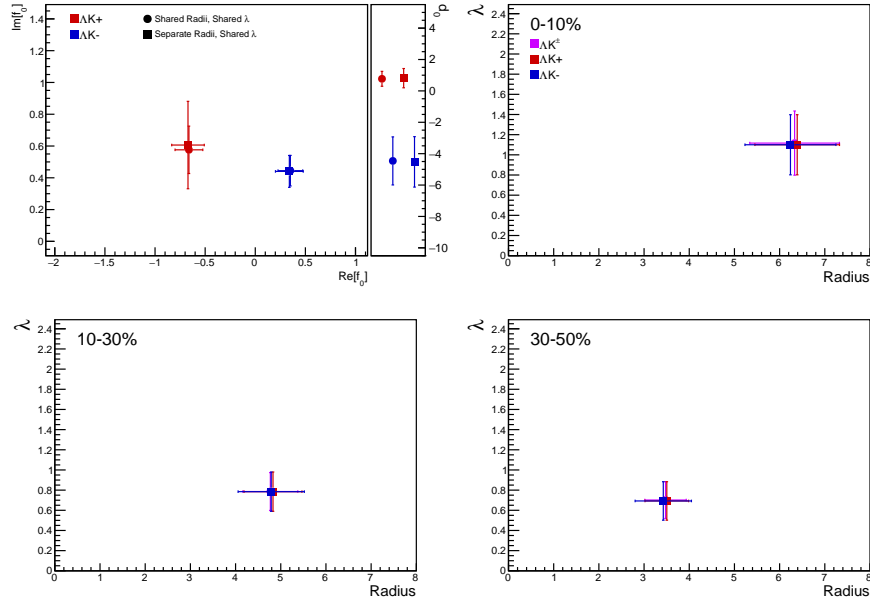 Im[f0]
1.4
1.2
1
0.8
0.6
0.4
0.2
0
ΛK+
ΛK-
Shared Radii, Shared λ
Separate Radii, Shared λ
−2 −1.5 −1 −0.5 0 0.5 1
Re[f0]
d0
4
2
0
−2
−4
−6
−8
−10
λ
2.4
2.2
2
1.8
1.6
1.4
1.2
1
0.8
0.6
0.4
0.2
0
0-10%
ΛK±
ΛK+
ΛK-
0 1 2 3 4 5 6 7 8
Radius
λ
2.4
2.2
2
1.8
1.6
1.4
1.2
1
0.8
0.6
0.4
0.2
0
10-30%
0 1 2 3 4 5 6 7 8
Radius
λ
2.4
2.2
2
1.8
1.6
1.4
1.2
1
0.8
0.6
0.4
0.2
0
30-50%
0 1 2 3 4 5 6 7 8
Radius